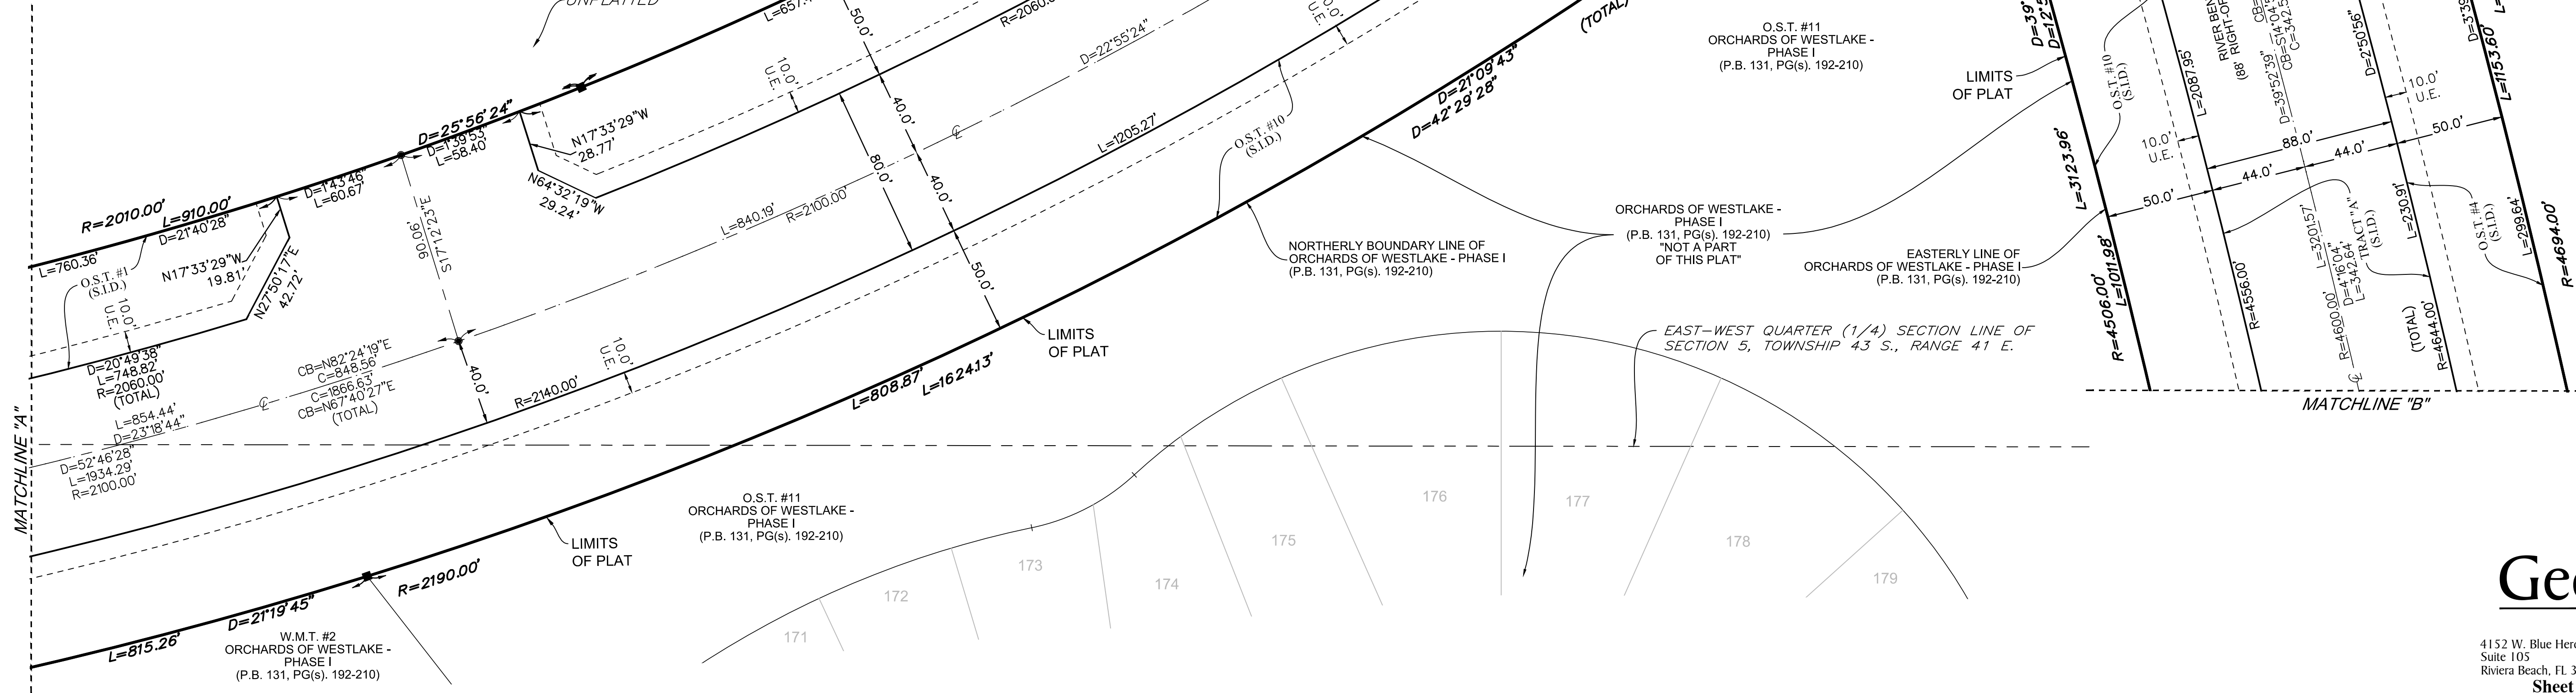 UNPLATTED
50.0'
10.0'
U.E.
D=22°55'24"
10.0'
U.E.
(TOTAL)
O.S.T. #11
ORCHARDS OF WESTLAKE -
PHASE I
(P.B. 131, PG(s). 192-210)
D=21°09'43"
D=42°29'28"
LIMITS
OF PLAT
O.S.T. #10
(S.I.D.)
L=2087.95'
RIVER BEN
D=39°52'39"
D=2°50'56"
10.0'
U.E.
L=1153.60'
D=25°56'24"
D=1°39'53"
L=58.40'
N17°33'29"W
28.77'
N64°32'19"W
29.24'
40.0'
80.0'
40.0'
L=1205.27'
O.S.T. #10
(S.I.D.)
L=3123.96'
10.0'
U.E.
88.0'
50.0'
44.0'
44.0'
50.0'
R=2010.00'
L=910.00'
D=21°40'28"
D=1°43'46"
L=60.67'
90.06'
S17°12'23"E
L=840.19'
R=2100.00'
ORCHARDS OF WESTLAKE -
PHASE I
(P.B. 131, PG(s). 192-210)
"NOT A PART
OF THIS PLAT"
NORTHERLY BOUNDARY LINE OF
ORCHARDS OF WESTLAKE - PHASE I
(P.B. 131, PG(s). 192-210)
EASTERLY LINE OF
ORCHARDS OF WESTLAKE - PHASE I
(P.B. 131, PG(s). 192-210)
R=4506.00'
L=1011.98'
R=4556.00'
L=3201.57
R=4600.00'
D=4°16'04"
L=342.64'
TRACT "A"
(S.I.D.)
L=230.91'
(TOTAL)
R=4644.00'
O.S.T. #4
(S.I.D.)
L=299.64'
R=4694.00'
L=760.36'
O.S.T. #1
(S.I.D.)
10.0'
U.E.
N17°33'29"W
19.81'
N27°50'17"E
42.72'
50.0'
LIMITS
OF PLAT
EAST-WEST QUARTER (1/4) SECTION LINE OF
SECTION 5, TOWNSHIP 43 S., RANGE 41 E.
D=20°49'38"
L=748.82'
R=2060.00'
(TOTAL)
L=854.44'
D=23°18'44"
CB=N82°24'19"E
C=848.56'
C=1866.63'
CB=N67°40'27"E
(TOTAL)
40.0'
R=2140.00'
10.0'
U.E.
L=808.87'
L=1624.13'
MATCHLINE "B"
MATCHLINE "A"
D=52°46'28"
L=1934.29'
R=2100.00'
O.S.T. #11
ORCHARDS OF WESTLAKE -
PHASE I
(P.B. 131, PG(s). 192-210)
LIMITS
OF PLAT
R=2190.00'
D=21°19'45"
L=815.26'
W.M.T. #2
ORCHARDS OF WESTLAKE -
PHASE I
(P.B. 131, PG(s). 192-210)
171
172
173
174
175
176
177
178
179
4152 W. Blue
Suite 105
Riviera Beach, FL
Sheet